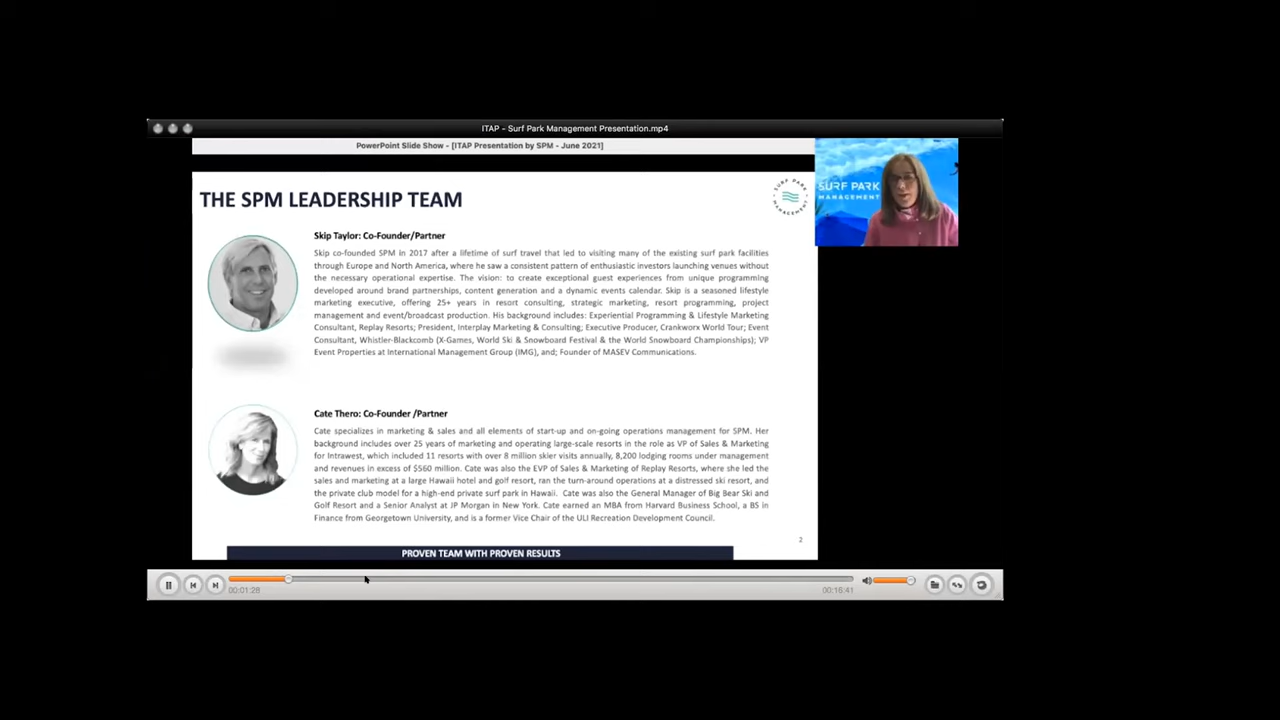 ITAP - Surf Park Management Presentation.mp4
PowerPoint Slide Show - [ITAP Presentation by SPM - June 2021]
THE SPM LEADERSHIP TEAM
SURF PARK
MANAGEMENT
SURF PARK
MANAGEMENT
Skip Taylor: Co-Founder/Partner
Skip co-founded SPM in 2017 after a lifetime of surf travel that led to visiting many of the existing surf park facilities
through Europe and North America, where he saw a consistent pattern of enthusiastic investors launching venues without
the necessary operational expertise. The vision: to create exceptional guest experiences from unique programming
developed around brand partnerships, content generation and a dynamic events calendar. Skip is a seasoned lifestyle
marketing executive, offering 25+ years in resort consulting, strategic marketing, resort programming, project
management and event/broadcast production. His background includes: Experiential Programming & Lifestyle Marketing
Consultant, Replay Resorts; President, Interplay Marketing & Consulting; Executive Producer, Crankworx World Tour; Event
Consultant, Whistler-Blackcomb (X-Games, World Ski & Snowboard Festival & the World Snowboard Championships); VP
Event Properties at International Management Group (IMG), and; Founder of MASEV Communications.
Cate Thero: Co-Founder /Partner
Cate specializes in marketing & sales and all elements of start-up and on-going operations management for SPM. Her
background includes over 25 years of marketing and operating large-scale resorts in the role as VP of Sales & Marketing
for Intrawest, which included 11 resorts with over 8 million skier visits annually, 8,200 lodging rooms under management
and revenues in excess of $560 million. Cate was also the EVP of Sales & Marketing of Replay Resorts, where she led the
sales and marketing at a large Hawaii hotel and golf resort, ran the turn-around operations at a distressed ski resort, and
the private club model for a high-end private surf park in Hawaii. Cate was also the General Manager of Big Bear Ski and
Golf Resort and a Senior Analyst at JP Morgan in New York. Cate earned an MBA from Harvard Business School, a BS in
Finance from Georgetown University, and is a former Vice Chair of the ULI Recreation Development Council.
2
PROVEN TEAM WITH PROVEN RESULTS
00:01:28
00:16:41